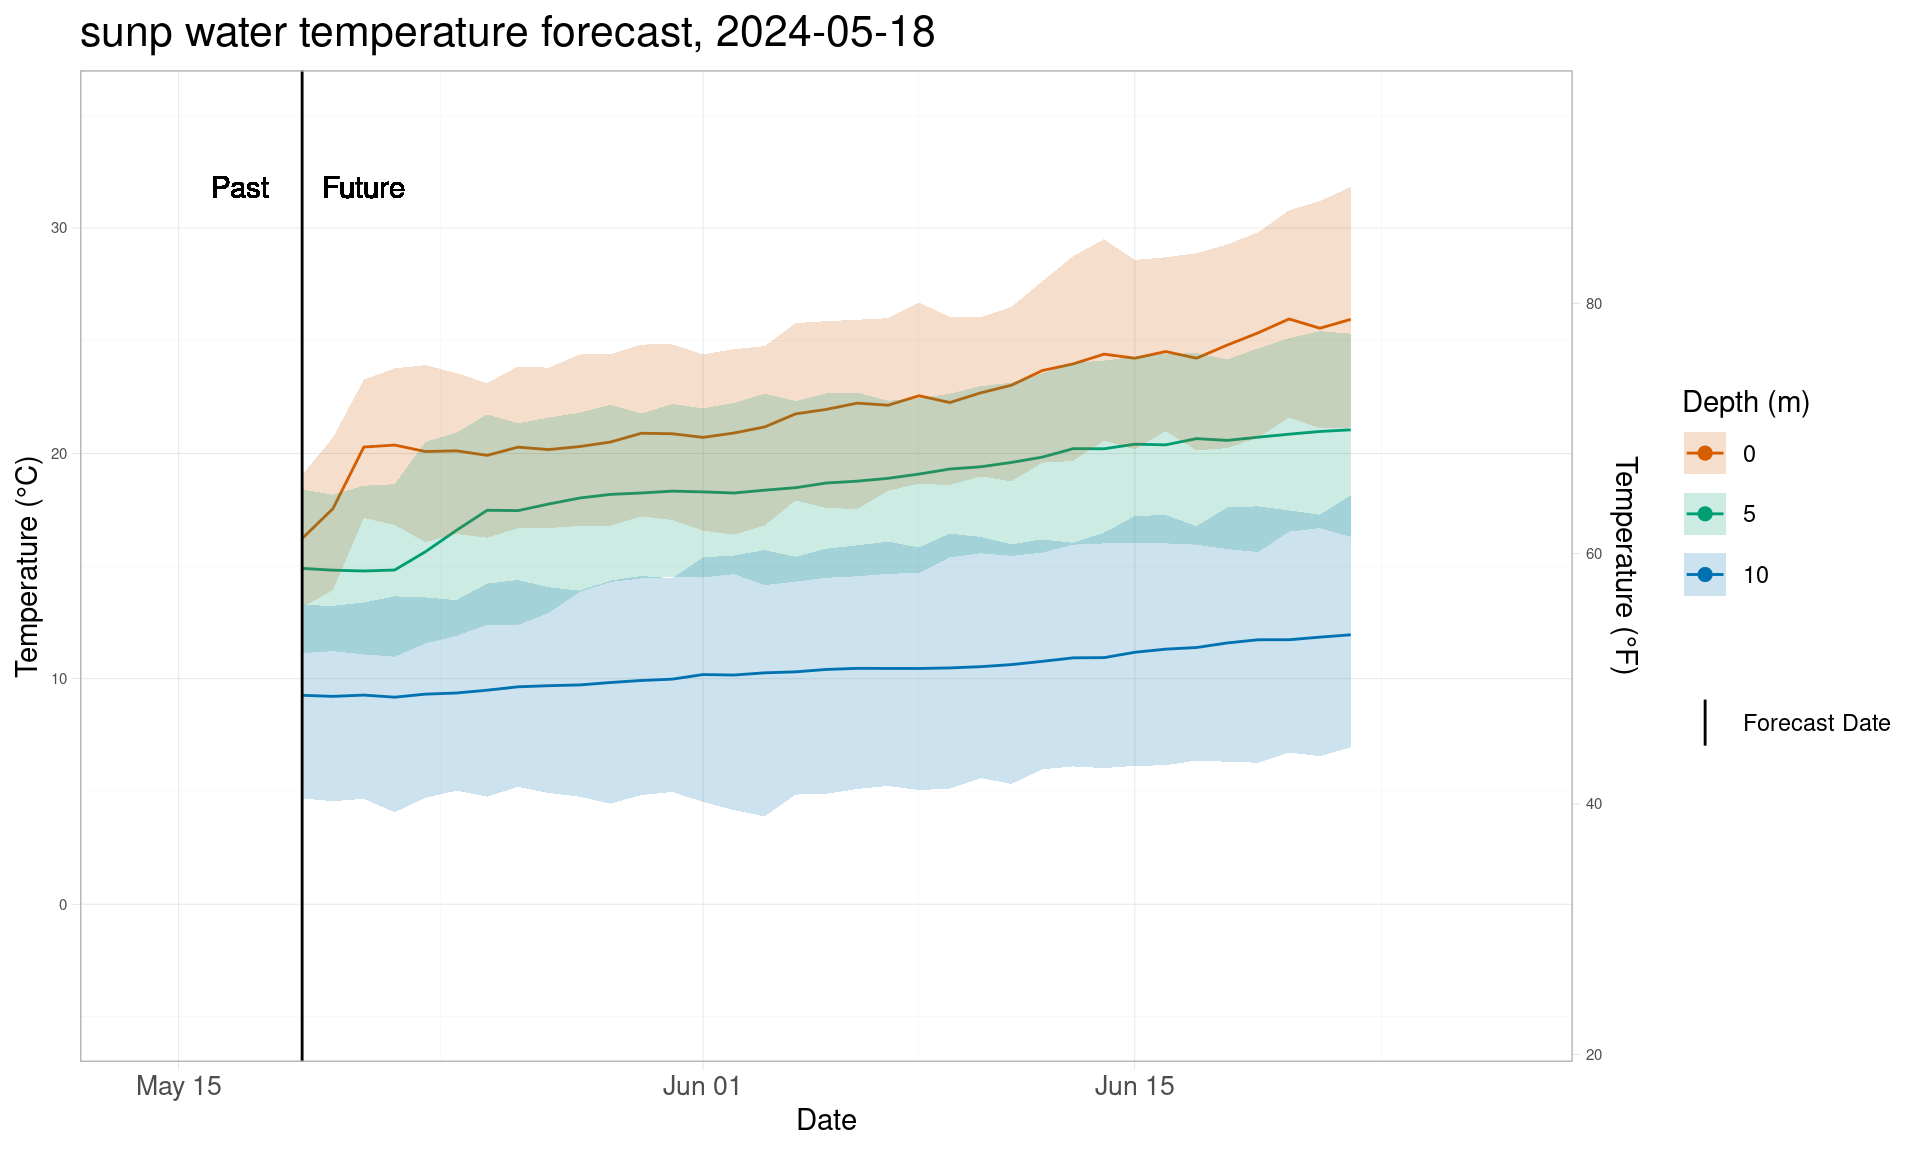 sunp water temperature forecast, 2024-05-18
Past
Future
30
20
10
0
Temperature (°C)
80
60
40
20
Temperature (°F)
May 15
Jun 01
Jun 15
Date
Depth (m)
0
5
10
Forecast Date